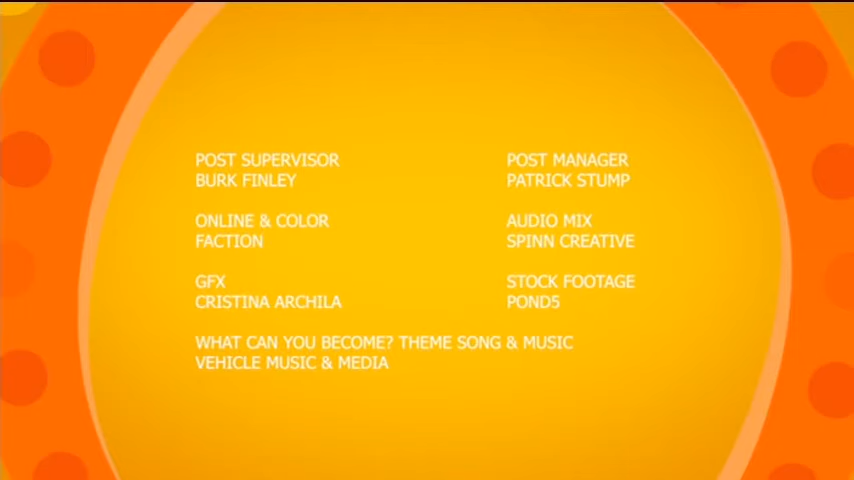 POST SUPERVISOR
BURK FINLEY
POST MANAGER
PATRICK STUMP
ONLINE & COLOR
FACTION
AUDIO MIX
SPINN CREATIVE
GFX
CRISTINA ARCHILA
STOCK FOOTAGE
POND5
WHAT CAN YOU BECOME? THEME SONG & MUSIC
VEHICLE MUSIC & MEDIA